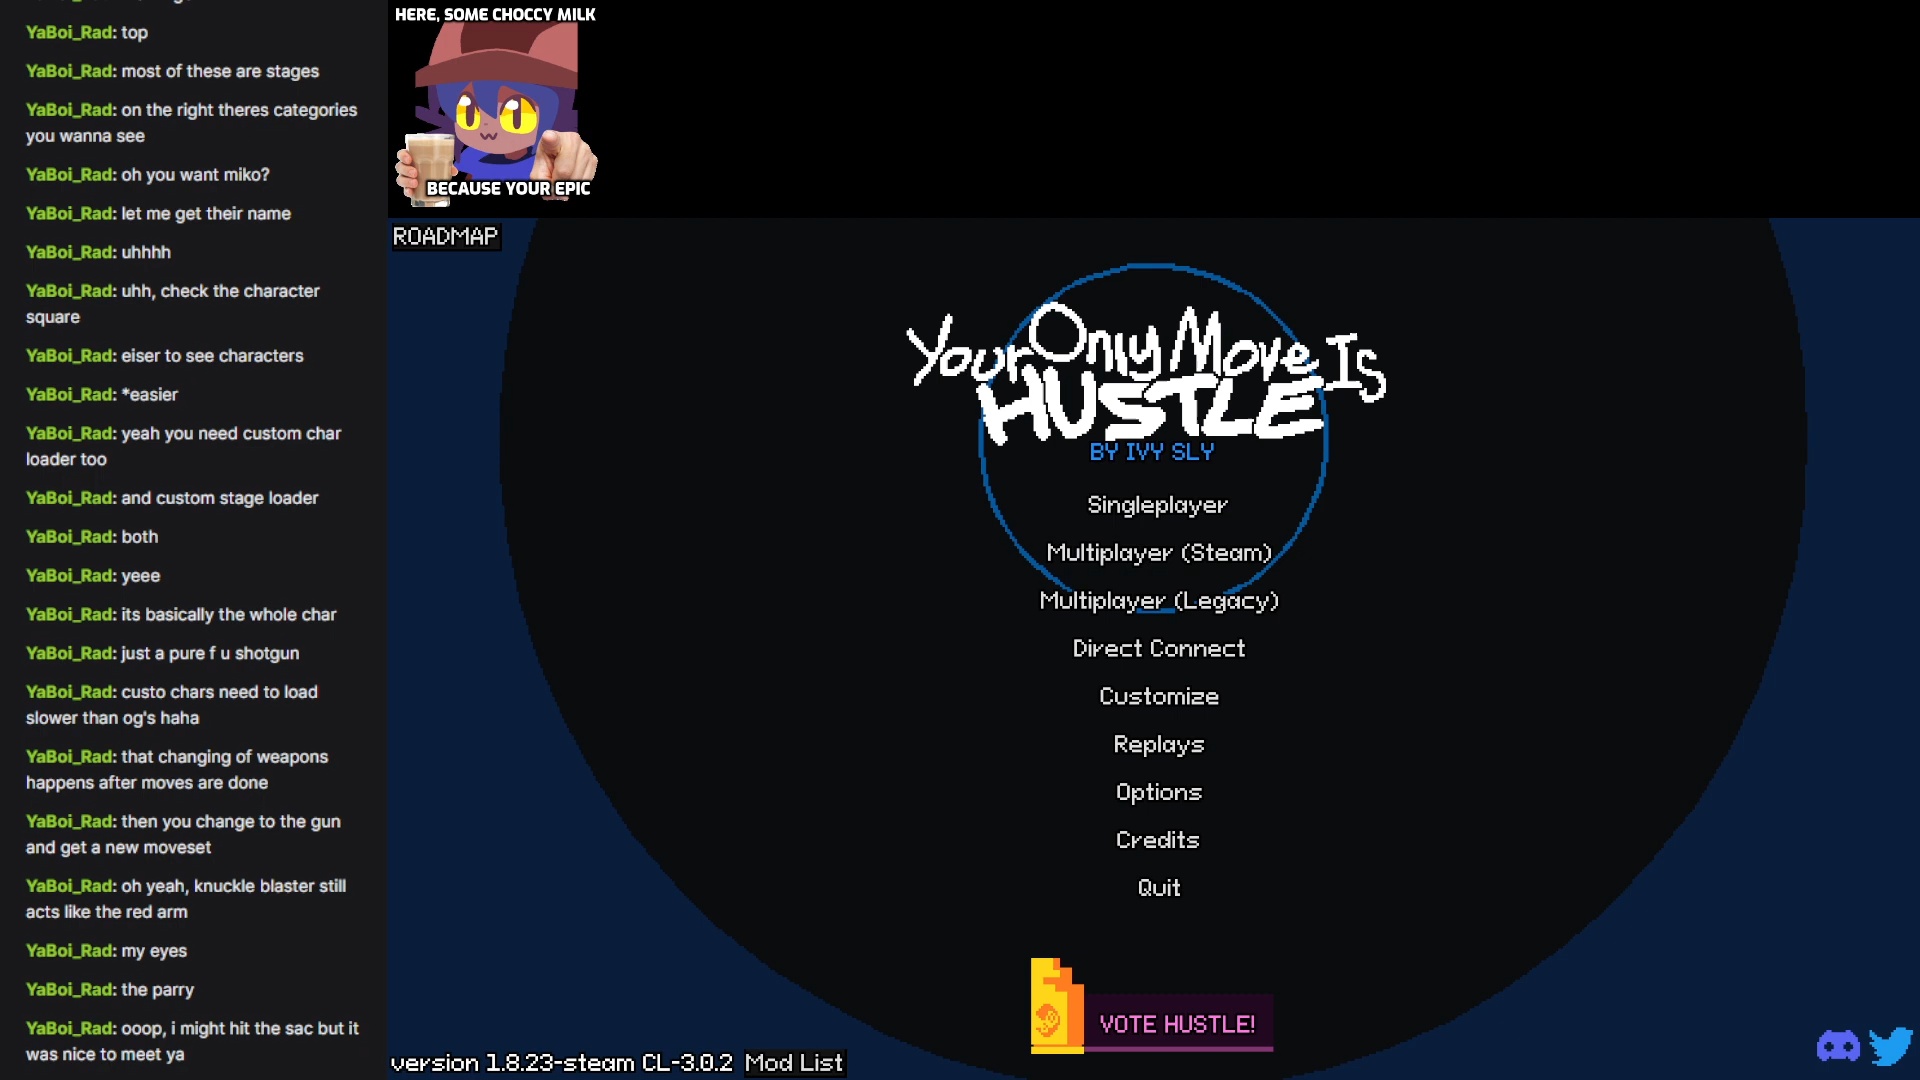 YaBoi_Rad: top
YaBoi_Rad: most of these are stages
YaBoi_Rad: on the right theres categories
you wanna see
YaBoi_Rad: oh you want miko?
YaBoi_Rad: let me get their name
YaBoi_Rad: uhhhh
YaBoi_Rad: uhh, check the character
square
YaBoi_Rad: eiser to see characters
YaBoi_Rad: *easier
YaBoi_Rad: yeah you need custom char
loader too
YaBoi_Rad: and custom stage loader
YaBoi_Rad: both
YaBoi_Rad: yeee
YaBoi_Rad: its basically the whole char
YaBoi_Rad: just a pure f u shotgun
YaBoi_Rad: custo chars need to load
slower than og's haha
YaBoi_Rad: that changing of weapons
happens after moves are done
YaBoi_Rad: then you change to the gun
and get a new moveset
YaBoi_Rad: oh yeah, knuckle blaster still
acts like the red arm
YaBoi_Rad: my eyes
YaBoi_Rad: the parry
YaBoi_Rad: ooop, i might hit the sac but it
was nice to meet ya
HERE, SOME CHOCCY MILK
BECAUSE YOUR EPIC
ROADMAP
Your Only Move Is
HUSTLE
BY IVY SLY
Singleplayer
Multiplayer (Steam)
Multiplayer (Legacy)
Direct Connect
Customize
Replays
Options
Credits
Quit
VOTE HUSTLE!
version 1.8.23-steam CL-3.0.2 Mod List